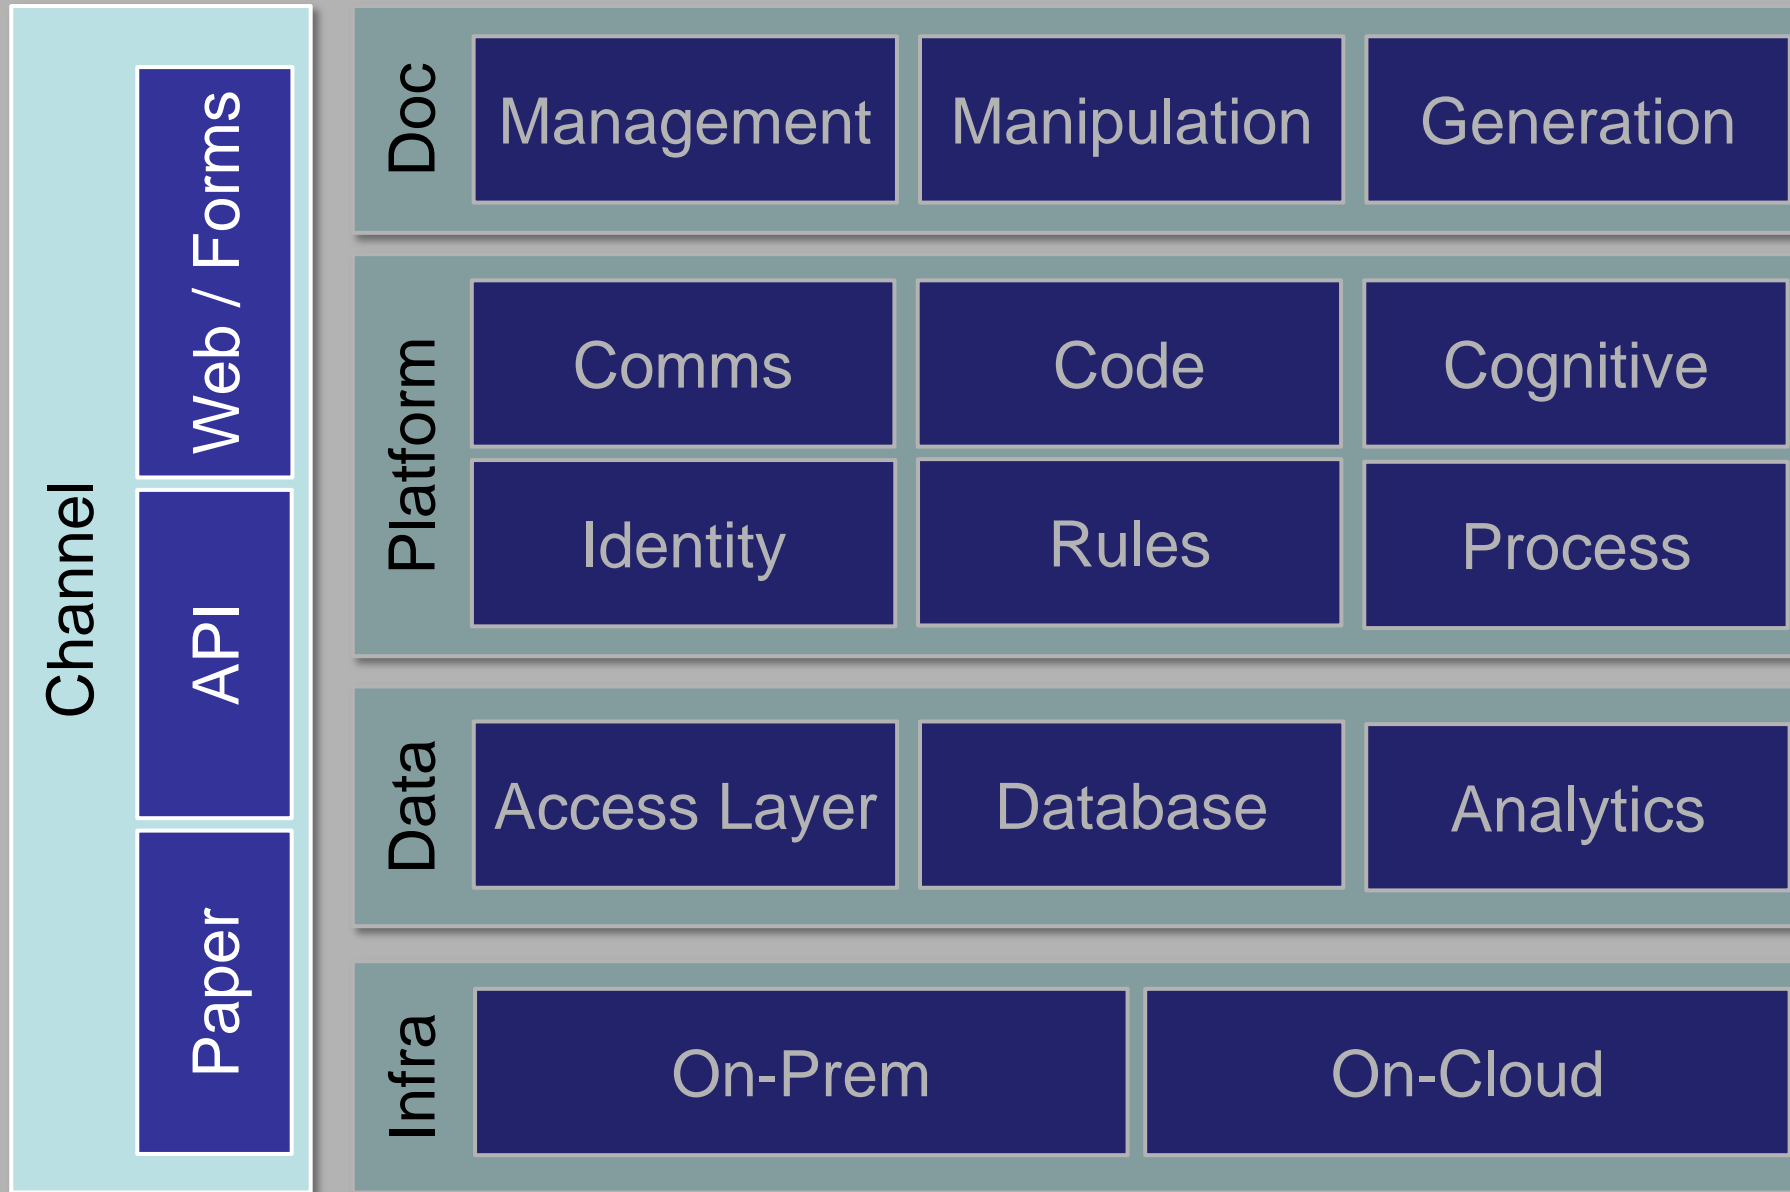 Channel
Web / Forms
API
Paper
Doc
Management
Manipulation
Generation
Platform
Comms
Code
Cognitive
Identity
Rules
Process
Data
Access Layer
Database
Analytics
Infra
On-Prem
On-Cloud